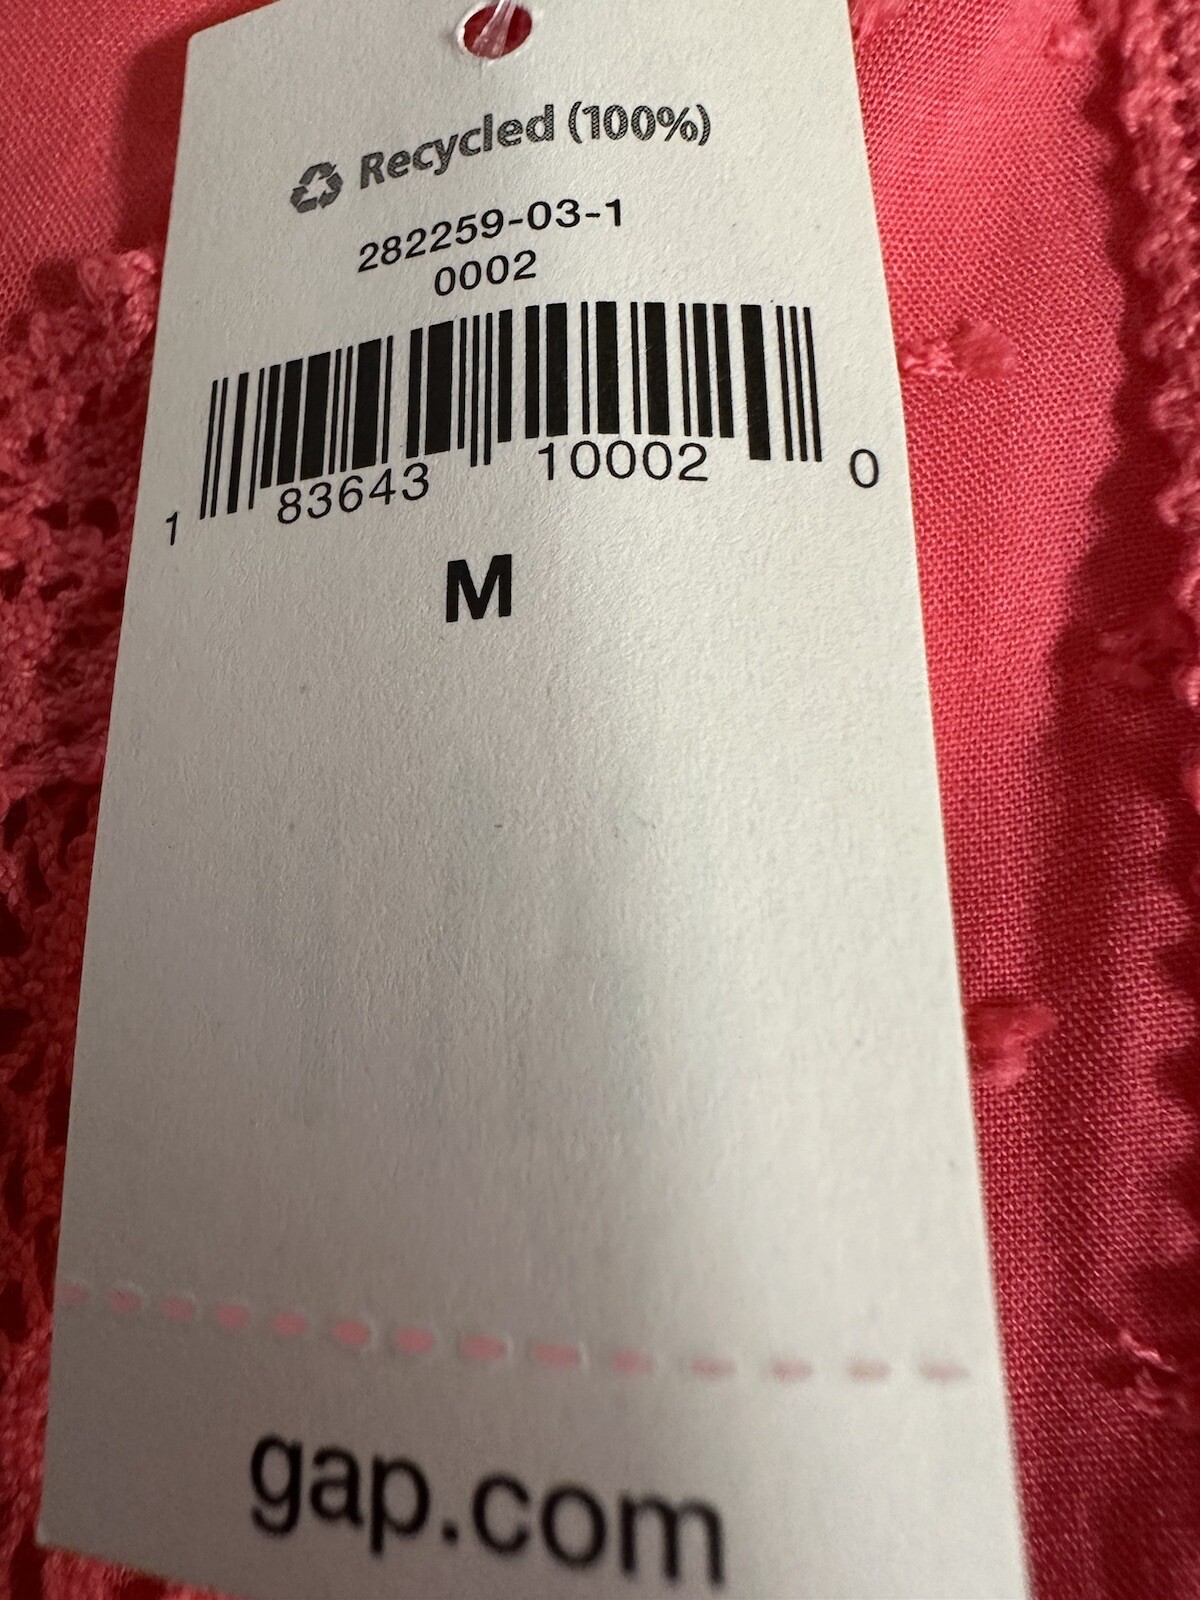 Recycled (100%)
282259-03-1
0002
1 83643 10002 0
M
gap.com